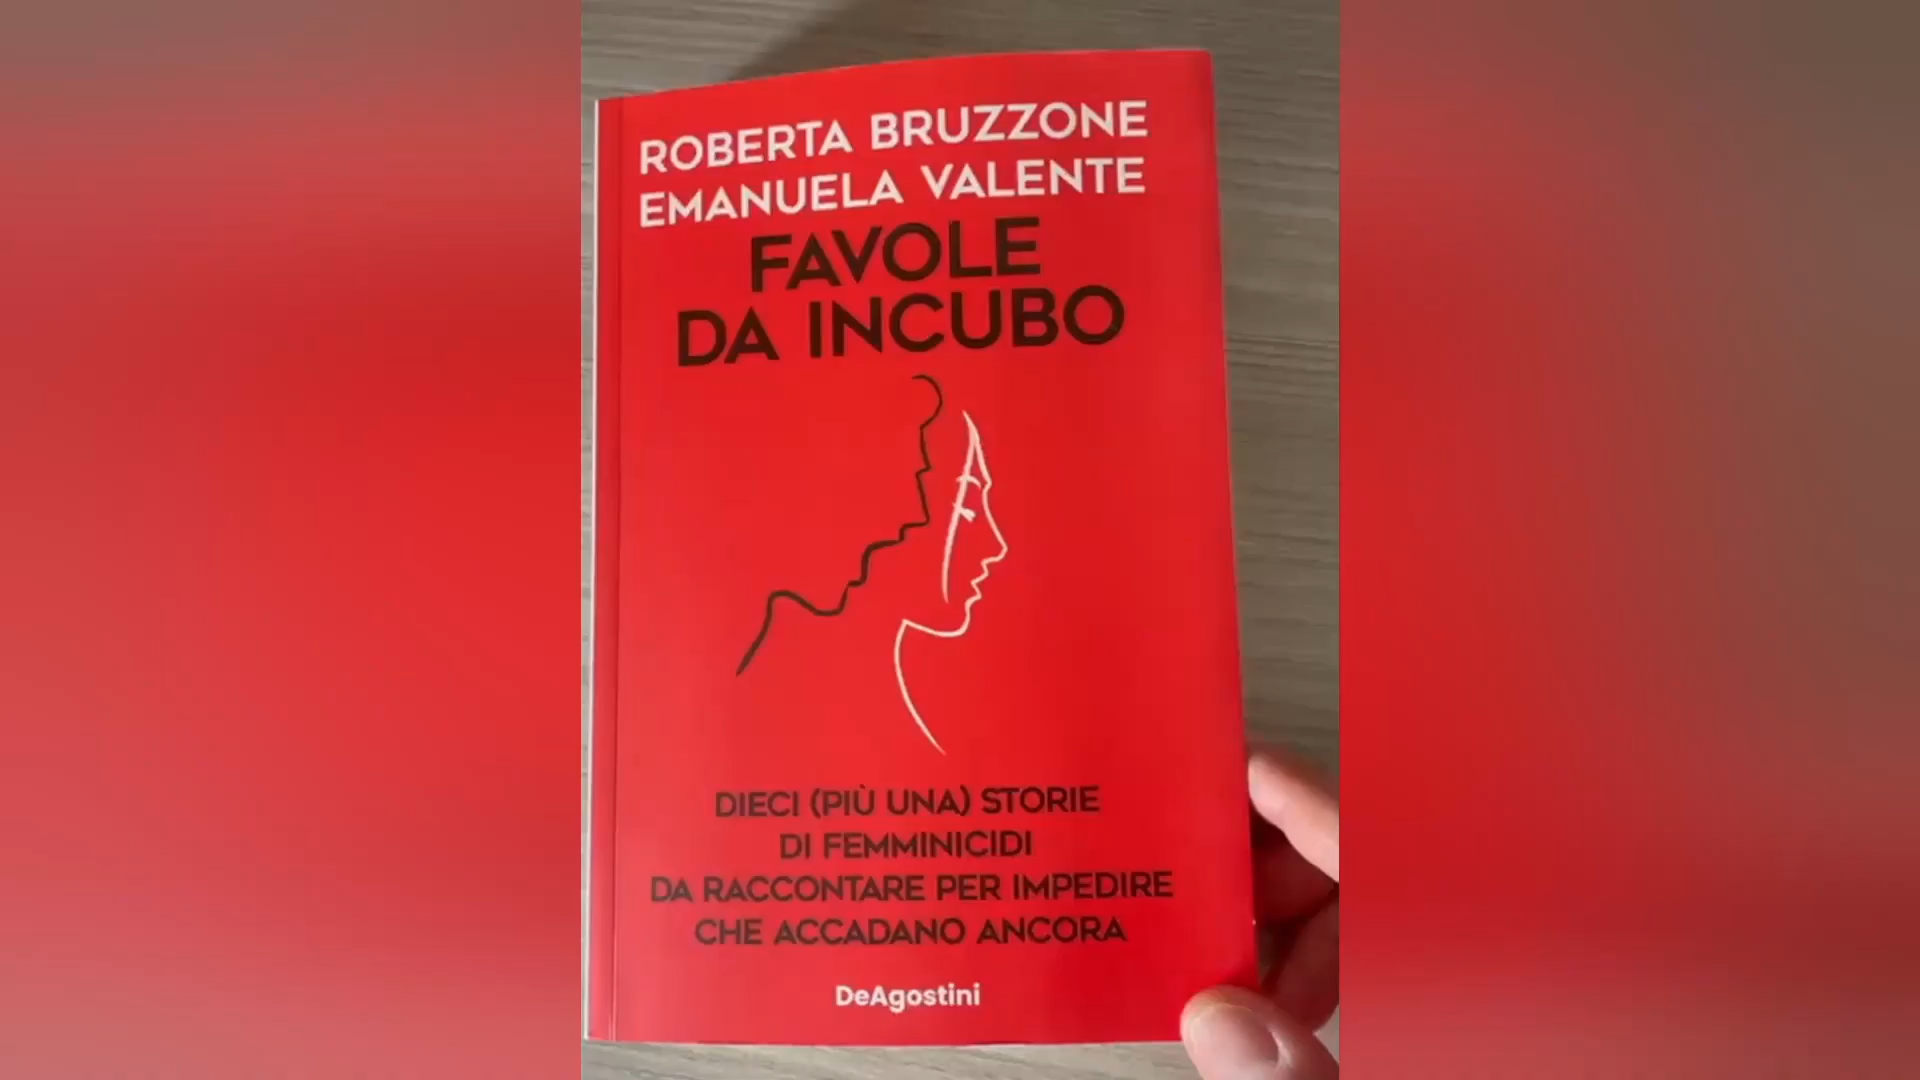 ROBERTA BRUZZONE
EMANUELA VALENTE
FAVOLE
DA INCUBO
DIECI (PIÙ UNA) STORIE
DI FEMMINICIDI
DA RACCONTARE PER IMPEDIRE
CHE ACCADANO ANCORA
DeAgostini